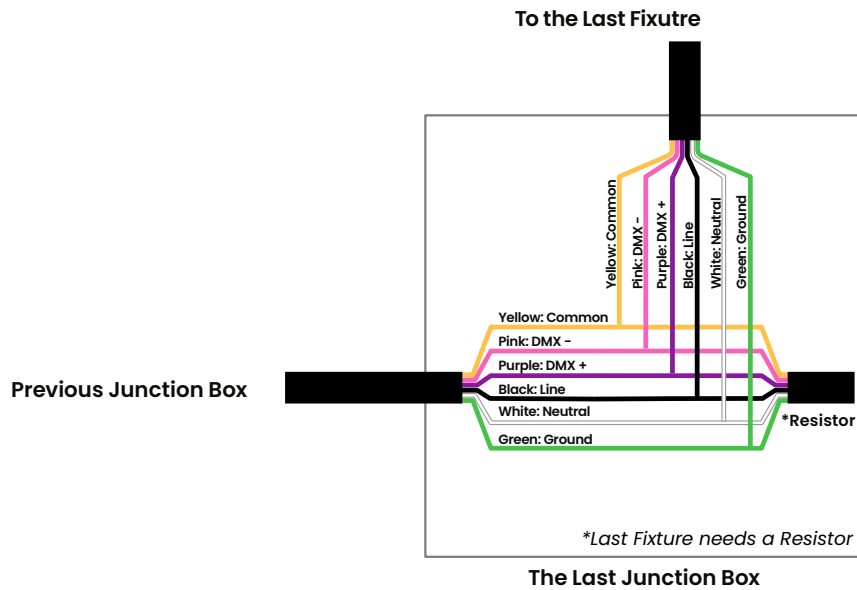 To the Last Fixutre
Yellow: Common
Pink: DMX -
Purple: DMX +
Black: Line
White: Neutral
Green: Ground
Yellow: Common
Pink: DMX -
Purple: DMX +
Black: Line
White: Neutral
Green: Ground
Previous Junction Box
*Resistor
*Last Fixture needs a Resistor
The Last Junction Box